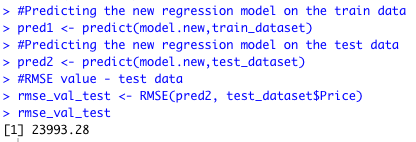 > #Predicting the new regression model on the train data
> pred1 <- predict(model.new,train_dataset)
> #Predicting the new regression model on the test data
> pred2 <- predict(model.new,test_dataset)
> #RMSE value - test data
> rmse_val_test <- RMSE(pred2, test_dataset$Price)
> rmse_val_test
[1] 23993.28